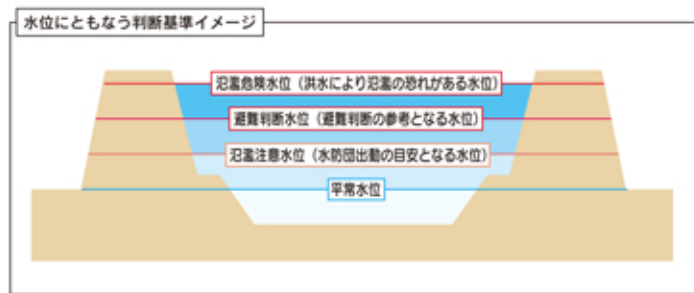 水位にともなう判断基準イメージ
氾濫危険水位（洪水により氾濫の恐れがある水位）
避難判断水位（避難判断の参考となる水位）
氾濫注意水位（水防団出動の目安となる水位）
平常水位